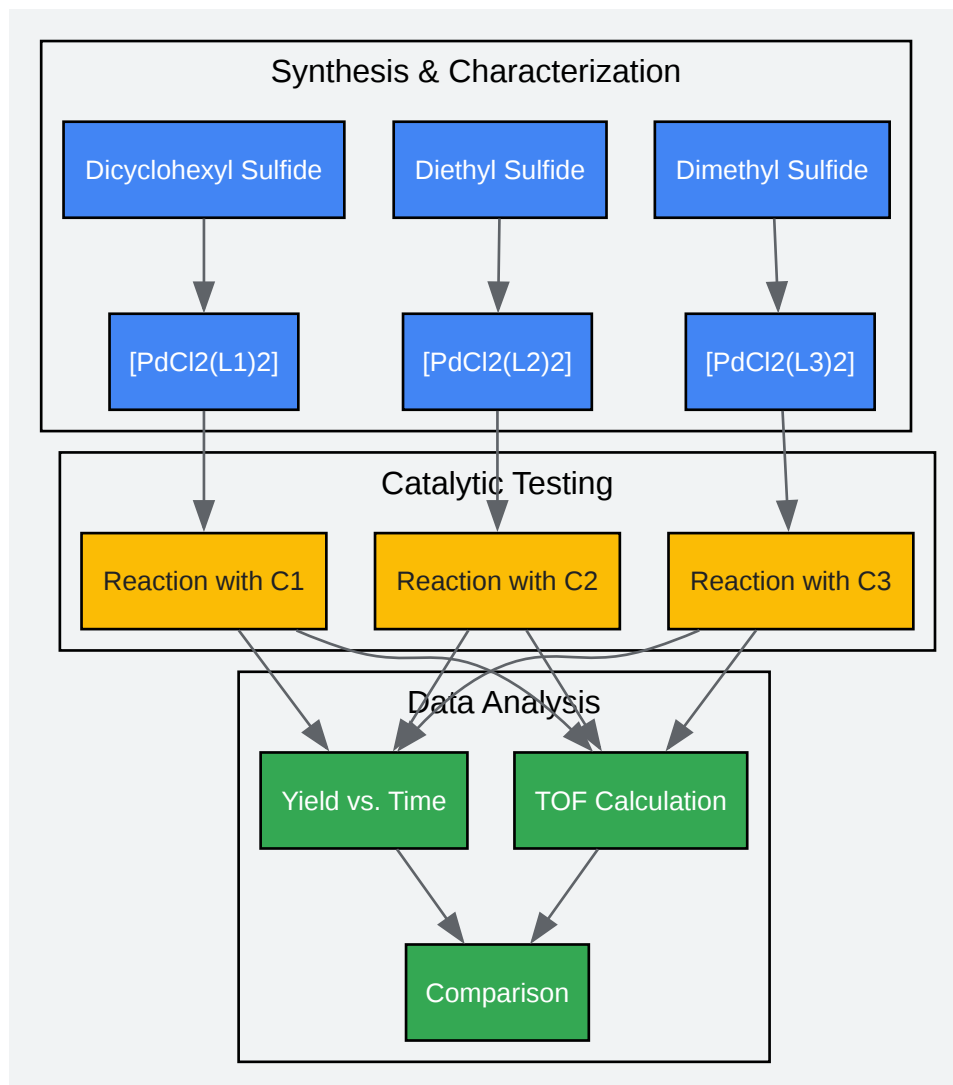 Synthesis & Characterization
Dicyclohexyl Sulfide
Diethyl Sulfide
Dimethyl Sulfide
[PdCl2(L1)2]
[PdCl2(L2)2]
[PdCl2(L3)2]
Catalytic Testing
Reaction with C1
Reaction with C2
Reaction with C3
Data Analysis
Yield vs. Time
TOF Calculation
Comparison